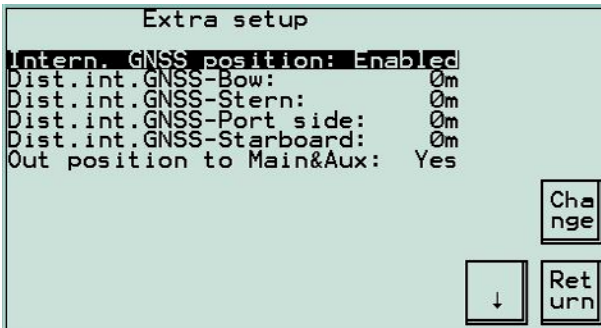 Extra setup
Intern. GNSS position: Enabled
Dist.int.GNSS-Bow: 0m
Dist.int.GNSS-Stern: 0m
Dist.int.GNSS-Port side: 0m
Dist.int.GNSS-Starboard: 0m
Out position to Main&Aux: Yes
Cha
nge
↓
Ret
urn